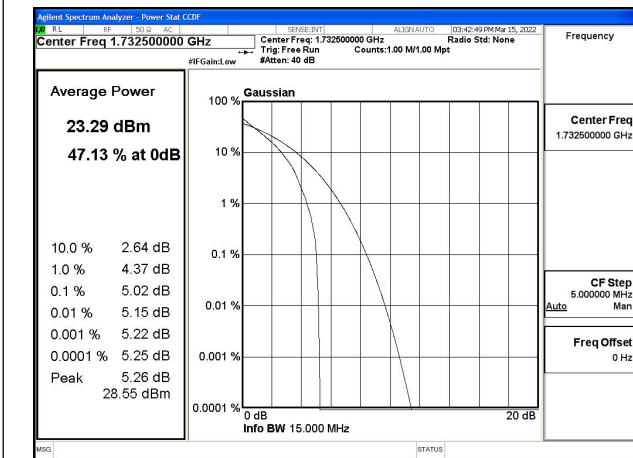 Agilent Spectrum Analyzer - Power Stat CCDF
RL RF 50 Ω AC SENSE:INT ALIGN AUTO 03:42:49 PM Mar 15, 2022
Center Freq 1.732500000 GHz
Center Freq: 1.732500000 GHz Radio Std: None
Trig: Free Run Counts:1.00 M/1.00 Mpt
#IFGain:Low #Atten: 40 dB
Frequency
Average Power
23.29 dBm
47.13 % at 0dB
10.0 % 2.64 dB
1.0 % 4.37 dB
0.1 % 5.02 dB
0.01 % 5.15 dB
0.001 % 5.22 dB
0.0001 % 5.25 dB
Peak 5.26 dB
28.55 dBm
Gaussian
100 %
10 %
1 %
0.1 %
0.01 %
0.001 %
0.0001 %
0 dB 20 dB
Info BW 15.000 MHz
Center Freq
1.732500000 GHz
CF Step
5.000000 MHz
Auto Man
Freq Offset
0 Hz
MSG STATUS